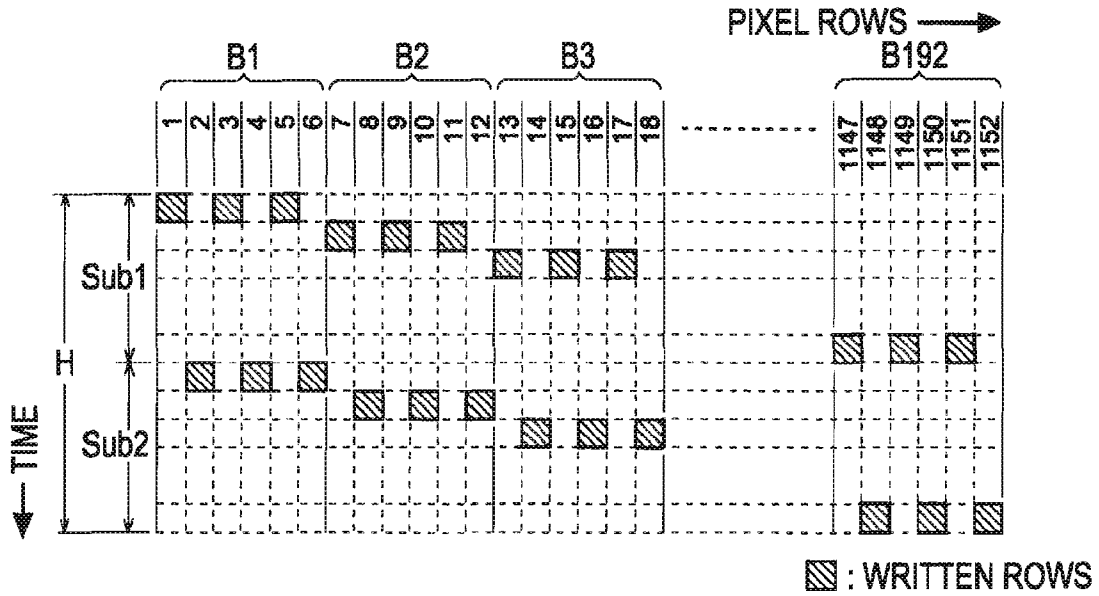 PIXEL ROWS
B1 B2 B3 B192
1 2 3 4 5 6 7 8 9 10 11 12 13 14 15 16 17 18 1147 1148 1149 1150 1151 1152
Sub1
H
Sub2
TIME
: WRITTEN ROWS